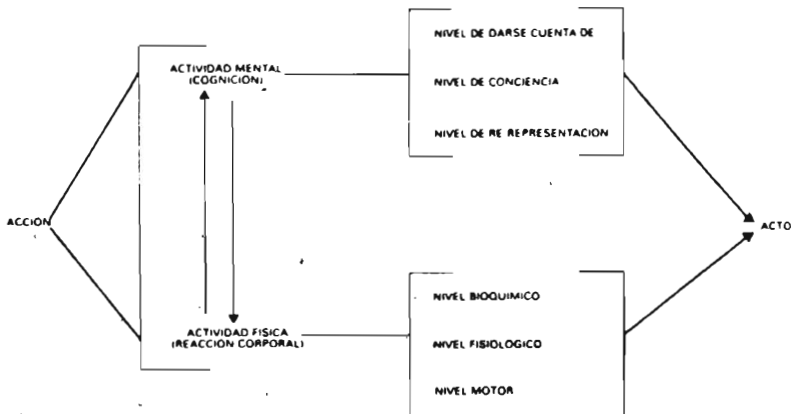 NIVEL DE DARSE CUENTA DE
ACTIVIDAD MENTAL
(COGNICION)
NIVEL DE CONCIENCIA
NIVEL DE RE REPRESENTACION
ACCION
ACTO
NIVEL BIOQUIMICO
ACTIVIDAD FISICA
(REACCION CORPORAL)
NIVEL FISIOLOGICO
NIVEL MOTOR